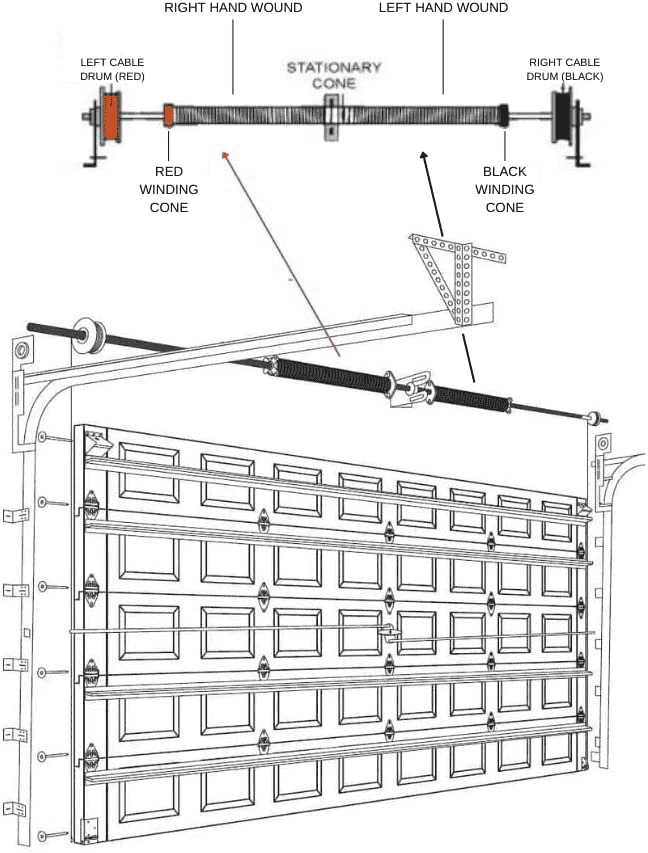 RIGHT HAND WOUND
LEFT HAND WOUND
LEFT CABLE
DRUM (RED)
STATIONARY
CONE
RIGHT CABLE
DRUM (BLACK)
RED
WINDING
CONE
BLACK
WINDING
CONE